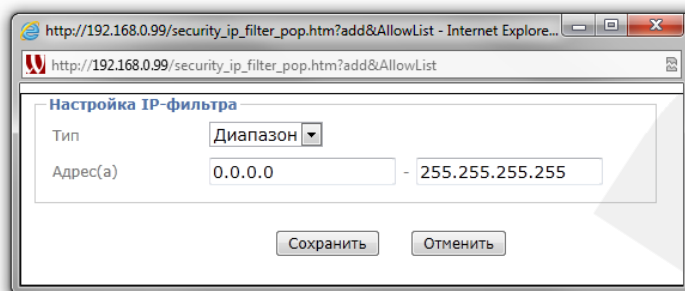 http://192.168.0.99/security_ip_filter_pop.htm?add&AllowList - Internet Explore...
http://192.168.0.99/security_ip_filter_pop.htm?add&AllowList
Настройка IP-фильтра
Тип Диапазон
Адрес(а) 0.0.0.0 - 255.255.255.255
Сохранить Отменить